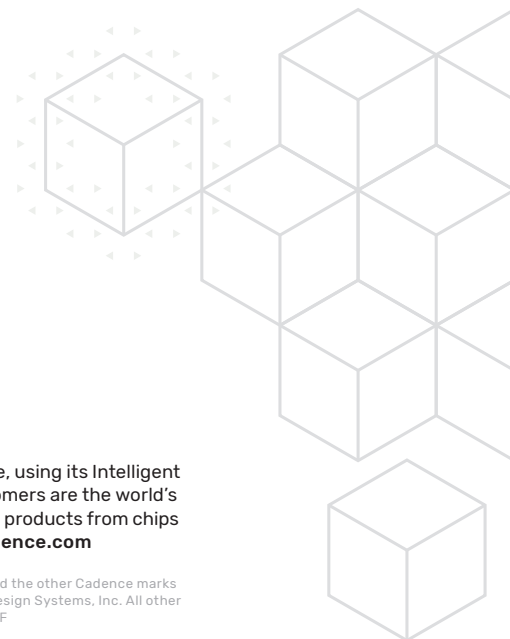 e, using its Intelligent
omers are the world's
products from chips
ence.com
d the other Cadence marks
esign Systems, Inc. All other
F